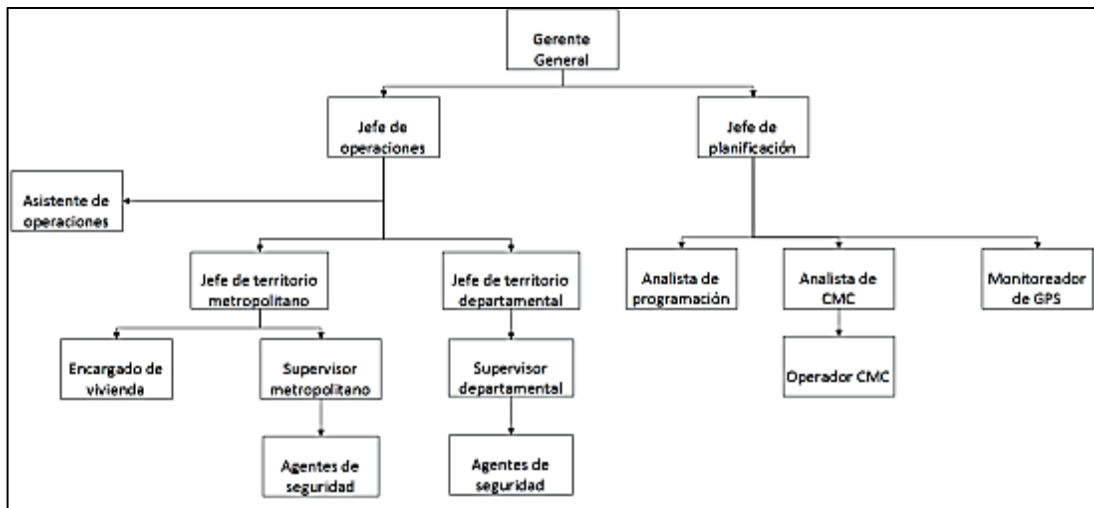 Gerente
General
Jefe de
operaciones
Jefe de
planificación
Asistente de
operaciones
Jefe de territorio
metropolitano
Jefe de territorio
departamental
Analista de
programación
Analista de
CMC
Monitoreador
de GPS
Encargado de
vivienda
Supervisor
metropolitano
Supervisor
departamental
Operador CMC
Agentes de
seguridad
Agentes de
seguridad